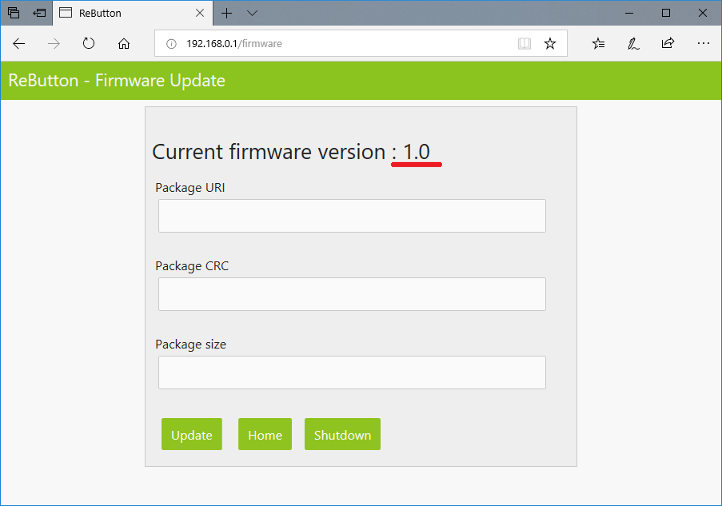 ReButton
192.168.0.1/firmware
ReButton - Firmware Update
Current firmware version : 1.0
Package URI
Package CRC
Package size
Update Home Shutdown